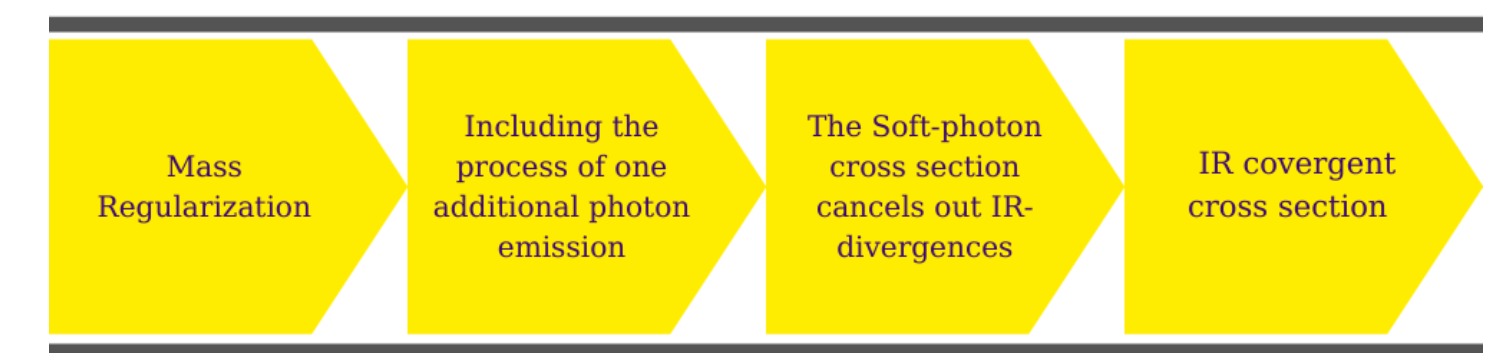 Mass
Regularization
Including the
process of one
additional photon
emission
The Soft-photon
cross section
cancels out IR-
divergences
IR covergent
cross section